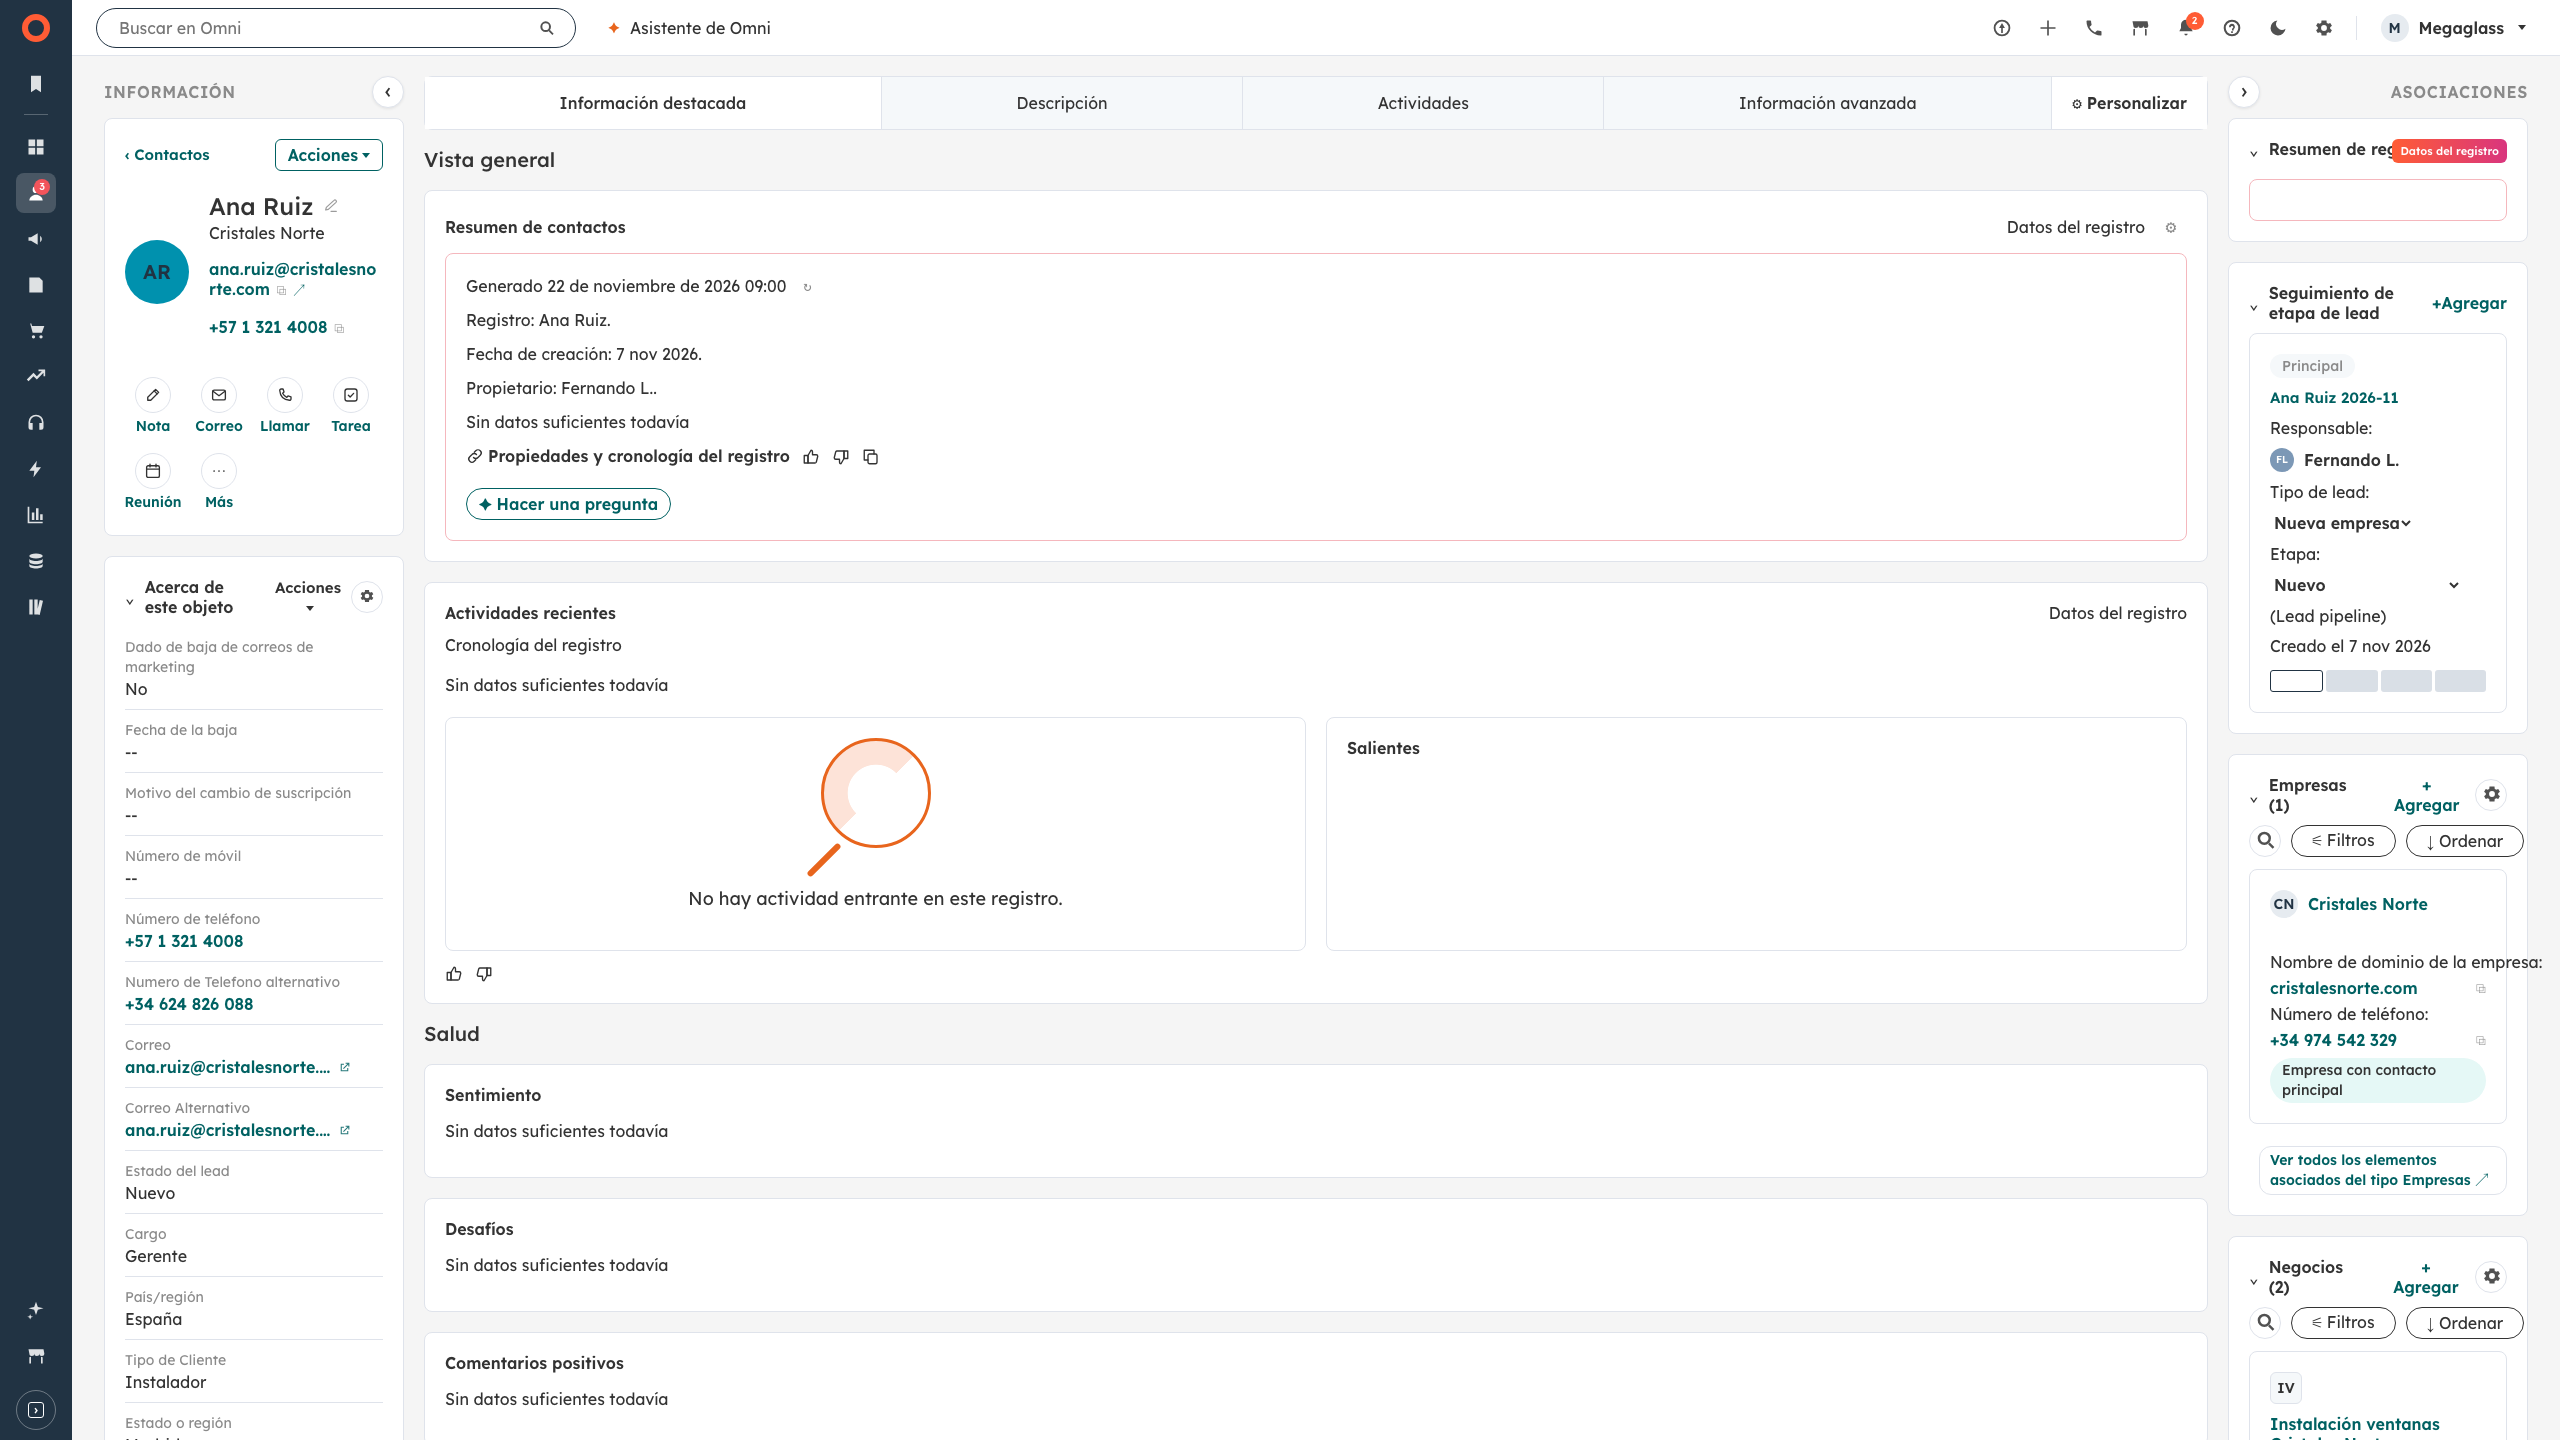 Buscar en Omni
Asistente de Omni
2
M
Megaglass
3
INFORMACIÓN
‹ Contactos
Acciones
Ana Ruiz
Cristales Norte
AR
ana.ruiz@cristalesno
rte.com
+57 1 321 4008
Nota
Correo
Llamar
Tarea
Reunión
Más
Acerca de
este objeto
Acciones
Dado de baja de correos de
marketing
No
Fecha de la baja
--
Motivo del cambio de suscripción
--
Número de móvil
--
Número de teléfono
+57 1 321 4008
Numero de Telefono alternativo
+34 624 826 088
Correo
ana.ruiz@cristalesnorte....
Correo Alternativo
ana.ruiz@cristalesnorte....
Estado del lead
Nuevo
Cargo
Gerente
País/región
España
Tipo de Cliente
Instalador
Estado o región
Información destacada
Descripción
Actividades
Información avanzada
Personalizar
Vista general
Resumen de contactos
Datos del registro
Generado 22 de noviembre de 2026 09:00
Registro: Ana Ruiz.
Fecha de creación: 7 nov 2026.
Propietario: Fernando L..
Sin datos suficientes todavía
Propiedades y cronología del registro
Hacer una pregunta
Actividades recientes
Datos del registro
Cronología del registro
Sin datos suficientes todavía
No hay actividad entrante en este registro.
Salientes
Salud
Sentimiento
Sin datos suficientes todavía
Desafíos
Sin datos suficientes todavía
Comentarios positivos
Sin datos suficientes todavía
ASOCIACIONES
Resumen de reg
Datos del registro
Seguimiento de
etapa de lead
+Agregar
Principal
Ana Ruiz 2026-11
Responsable:
FL
Fernando L.
Tipo de lead:
Nueva empresa
Etapa:
Nuevo
(Lead pipeline)
Creado el 7 nov 2026
Empresas
(1)
+
Agregar
Filtros
↓ Ordenar
CN
Cristales Norte
Nombre de dominio de la empresa:
cristalesnorte.com
Número de teléfono:
+34 974 542 329
Empresa con contacto
principal
Ver todos los elementos
asociados del tipo Empresas
Negocios
(2)
+
Agregar
Filtros
↓ Ordenar
IV
Instalación ventanas